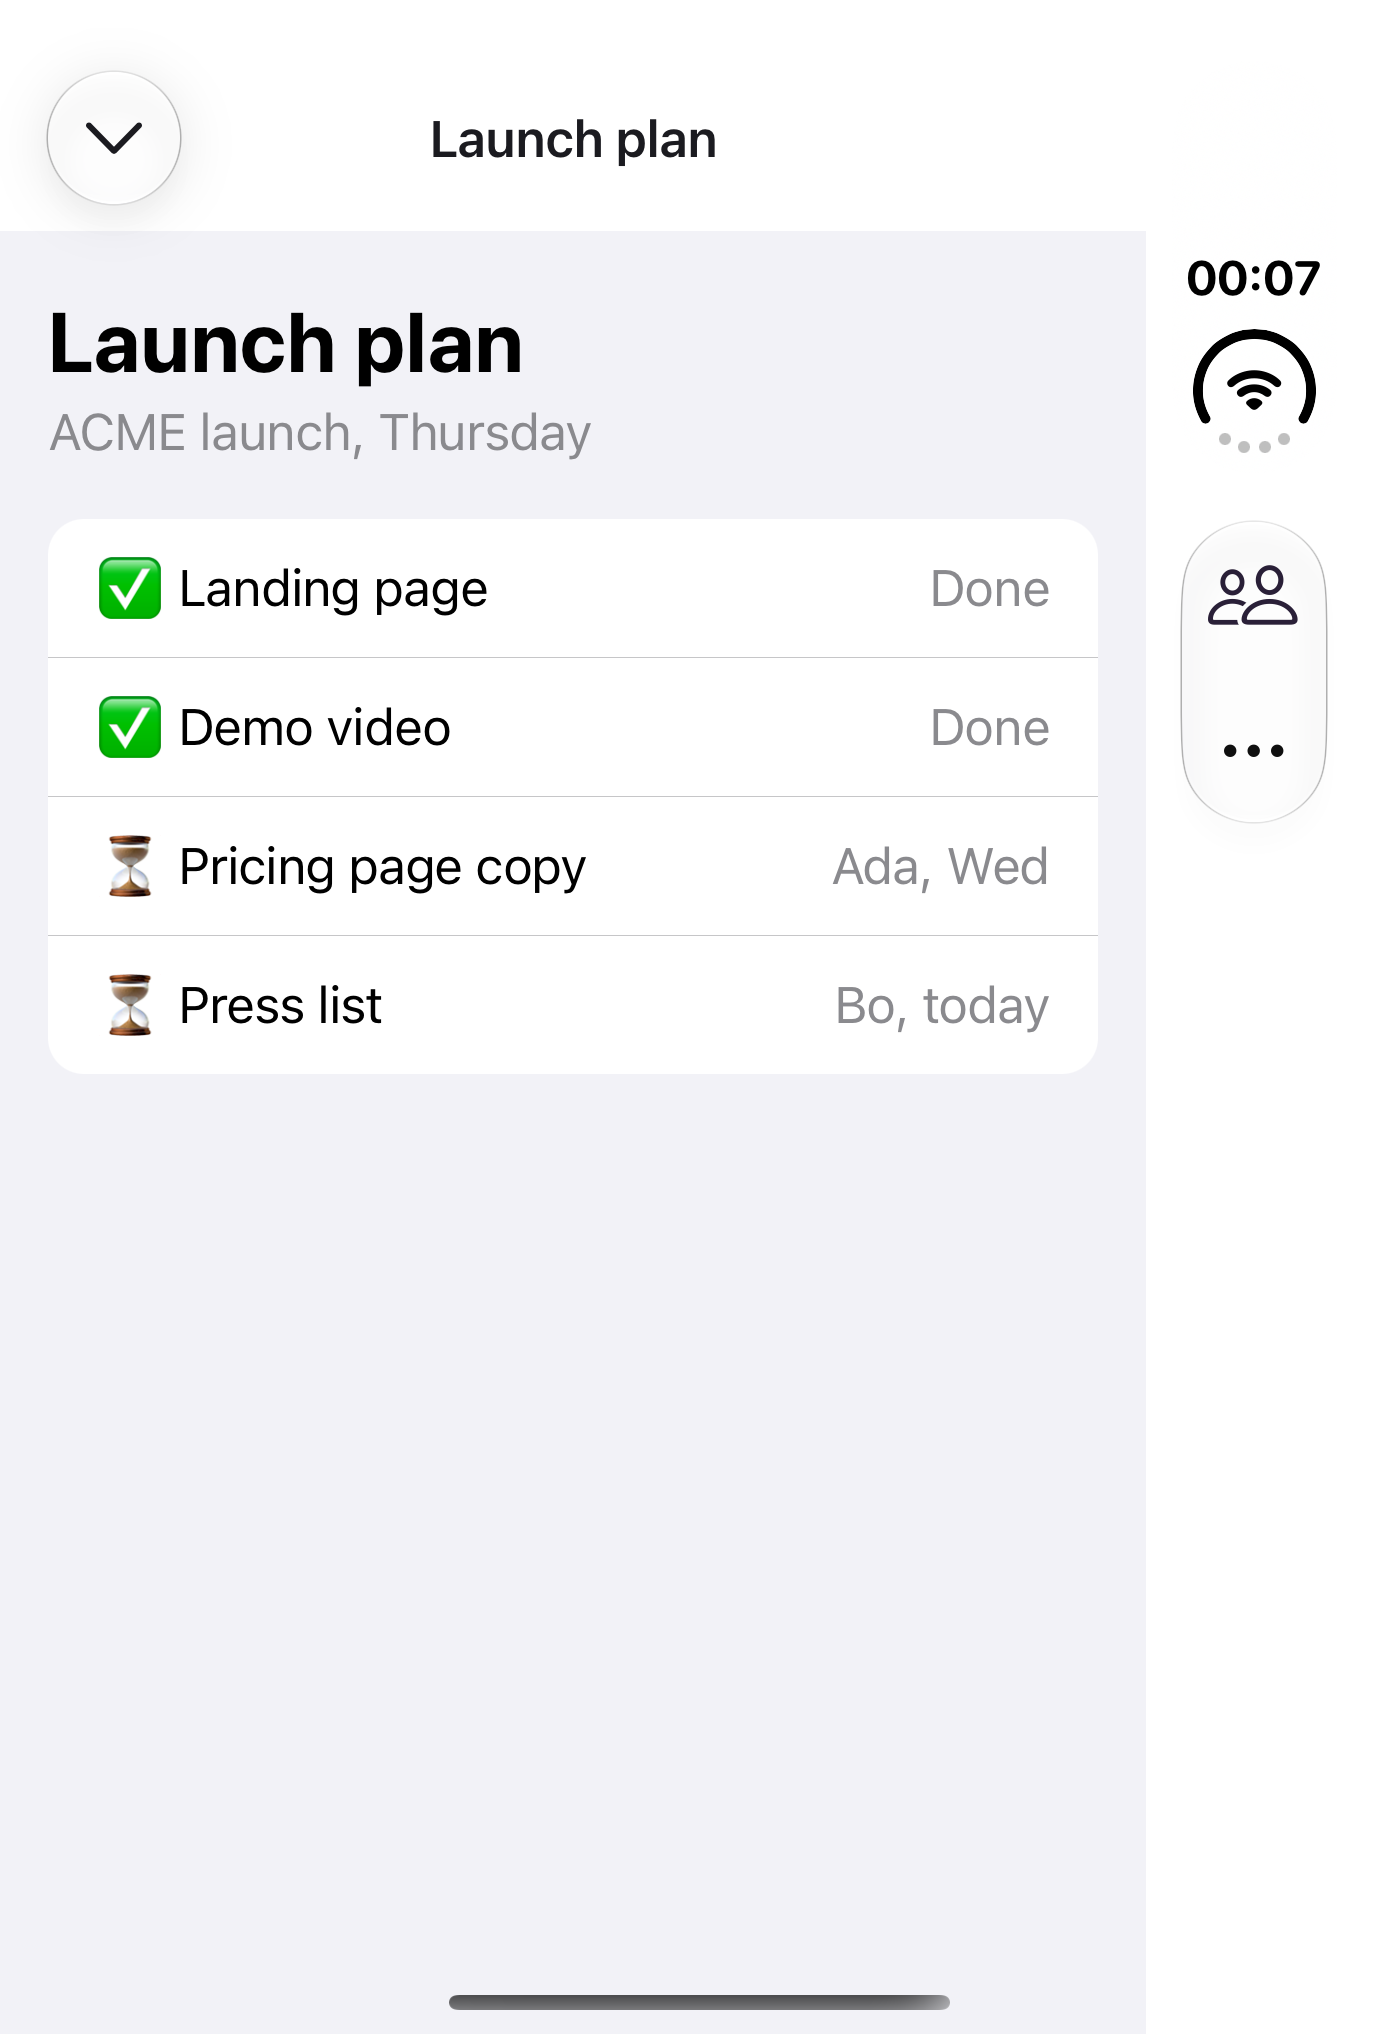 Launch plan
00:07
Launch plan
ACME launch, Thursday
✅ Landing page Done
✅ Demo video Done
⏳ Pricing page copy Ada, Wed
⏳ Press list Bo, today